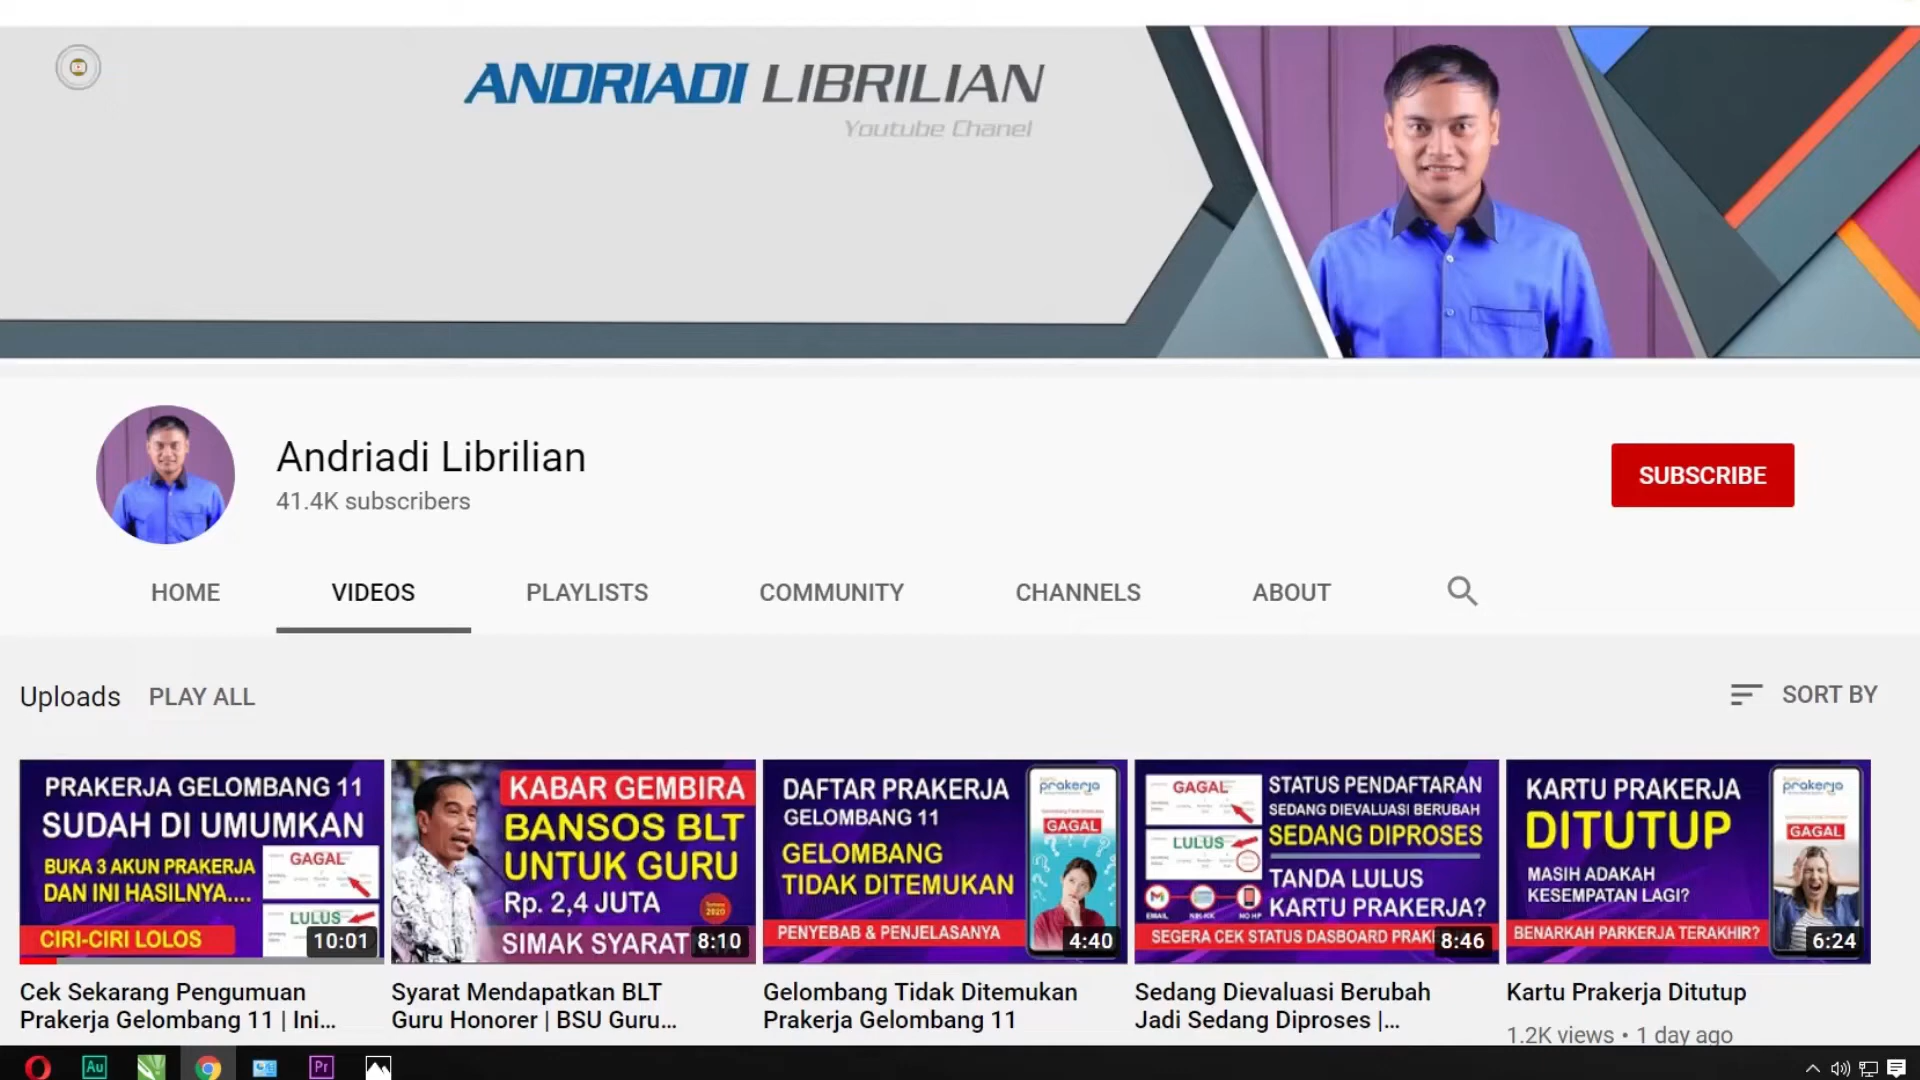 ANDRIADI LIBRILIAN
Youtube Chanel
Andriadi Librilian
41.4K subscribers
SUBSCRIBE
HOME
VIDEOS
PLAYLISTS
COMMUNITY
CHANNELS
ABOUT
Uploads
PLAY ALL
SORT BY
PRAKERJA GELOMBANG 11
SUDAH DI UMUMKAN
BUKA 3 AKUN PRAKERJA
DAN INI HASILNYA....
GAGAL
LULUS
CIRI-CIRI LOLOS
10:01
Cek Sekarang Pengumuan
Prakerja Gelombang 11 | Ini...
KABAR GEMBIRA
BANSOS BLT
UNTUK GURU
Rp. 2,4 JUTA
SIMAK SYARAT
8:10
Syarat Mendapatkan BLT
Guru Honorer | BSU Guru...
DAFTAR PRAKERJA
GELOMBANG 11
GELOMBANG
TIDAK DITEMUKAN
PENYEBAB & PENJELASANYA
prakerja
GAGAL
4:40
Gelombang Tidak Ditemukan
Prakerja Gelombang 11
GAGAL
LULUS
EMAIL
NO HP
STATUS PENDAFTARAN
SEDANG DIEVALUASI BERUBAH
SEDANG DIPROSES
TANDA LULUS
KARTU PRAKERJA?
SEGERA CEK STATUS DASBOARD
8:46
Sedang Dievaluasi Berubah
Jadi Sedang Diproses |...
KARTU PRAKERJA
DITUTUP
MASIH ADAKAH
KESEMPATAN LAGI?
BENARKAH PARKERJA TERAKHIR?
prakerja
GAGAL
6:24
Kartu Prakerja Ditutup
1.2K views • 1 day ago
Au
Pr